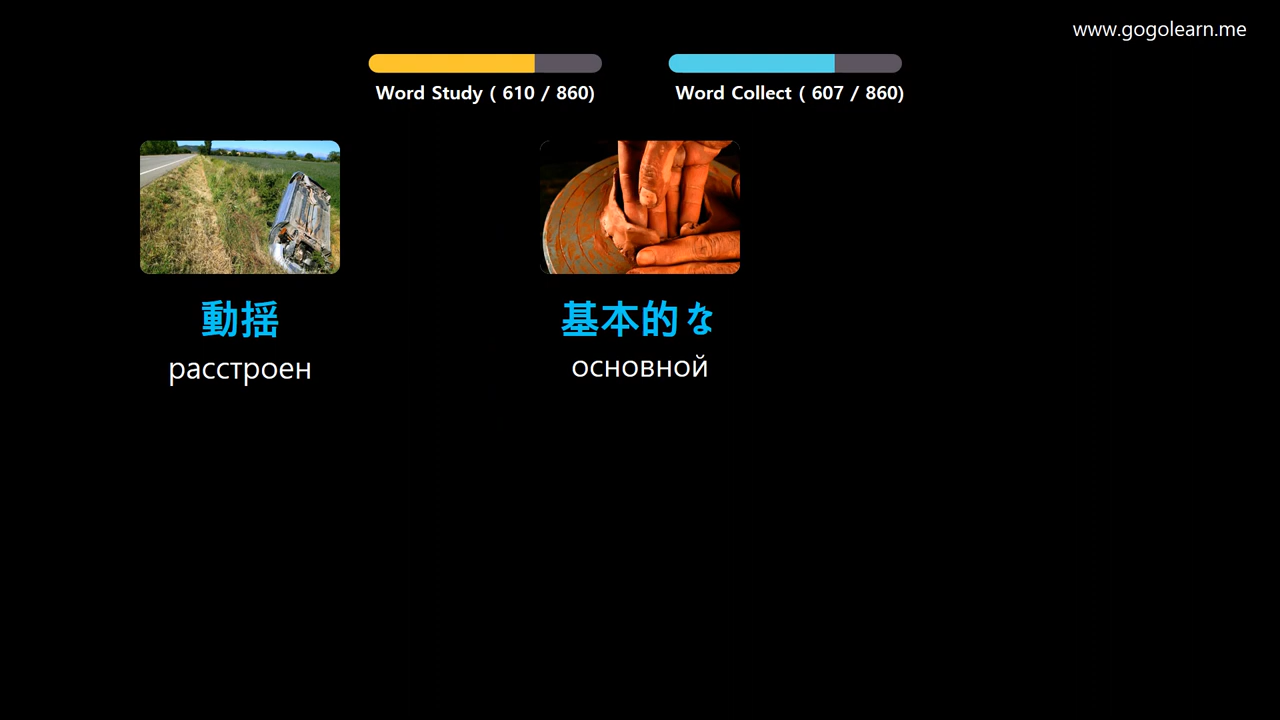 www.gogolearn.me
Word Study ( 610 / 860)
Word Collect ( 607 / 860)
動揺
расстроен
基本的な
основной